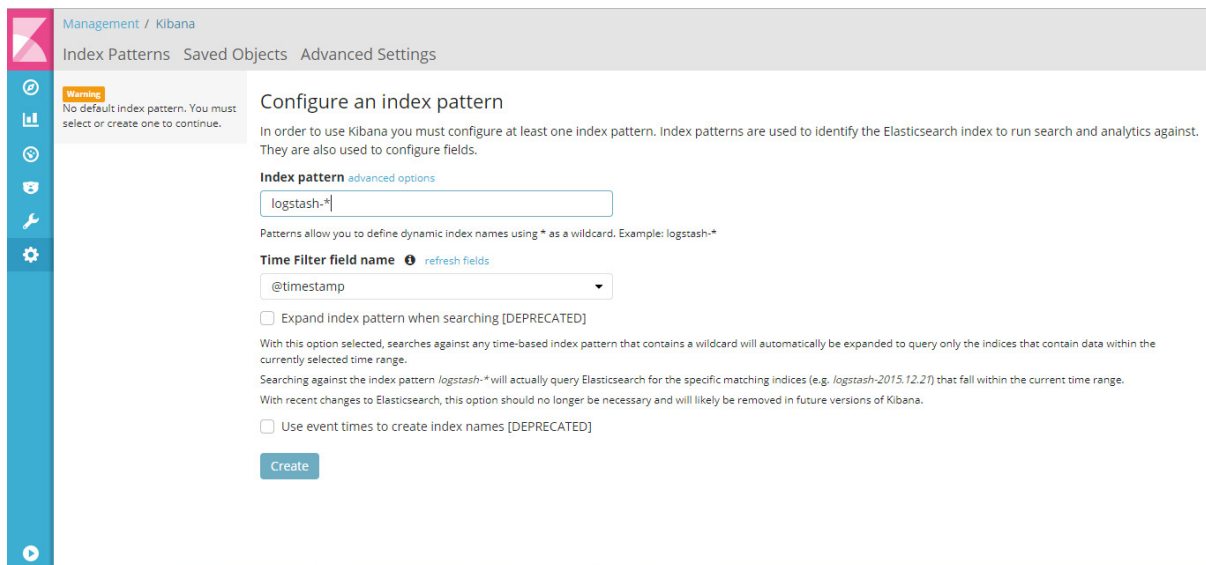 Management / Kibana
Index Patterns Saved Objects Advanced Settings
Warning
No default index pattern. You must
select or create one to continue.
Configure an index pattern
In order to use Kibana you must configure at least one index pattern. Index patterns are used to identify the Elasticsearch index to run search and analytics against.
They are also used to configure fields.
Index pattern advanced options
logstash-*
Patterns allow you to define dynamic index names using * as a wildcard. Example: logstash-*
Time Filter field name refresh fields
@timestamp
Expand index pattern when searching [DEPRECATED]
With this option selected, searches against any time-based index pattern that contains a wildcard will automatically be expanded to query only the indices that contain data within the
currently selected time range.
Searching against the index pattern logstash-* will actually query Elasticsearch for the specific matching indices (e.g. logstash-2015.12.21) that fall within the current time range.
With recent changes to Elasticsearch, this option should no longer be necessary and will likely be removed in future versions of Kibana.
Use event times to create index names [DEPRECATED]
Create